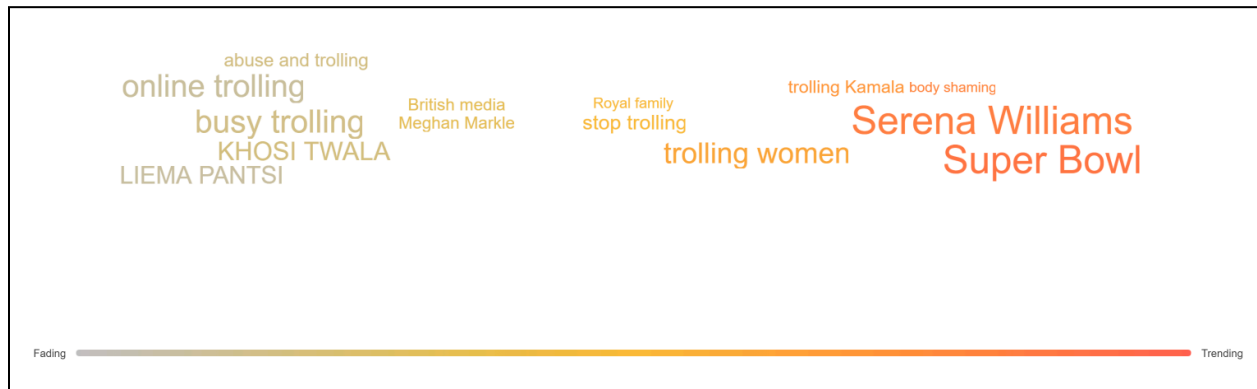 abuse and trolling
online trolling
busy trolling
KHOSI TWALA
LIEMA PANTSI
British media
Meghan Markle
Royal family
stop trolling
trolling women
trolling Kamala
body shaming
Serena Williams
Super Bowl
Fading
Trending